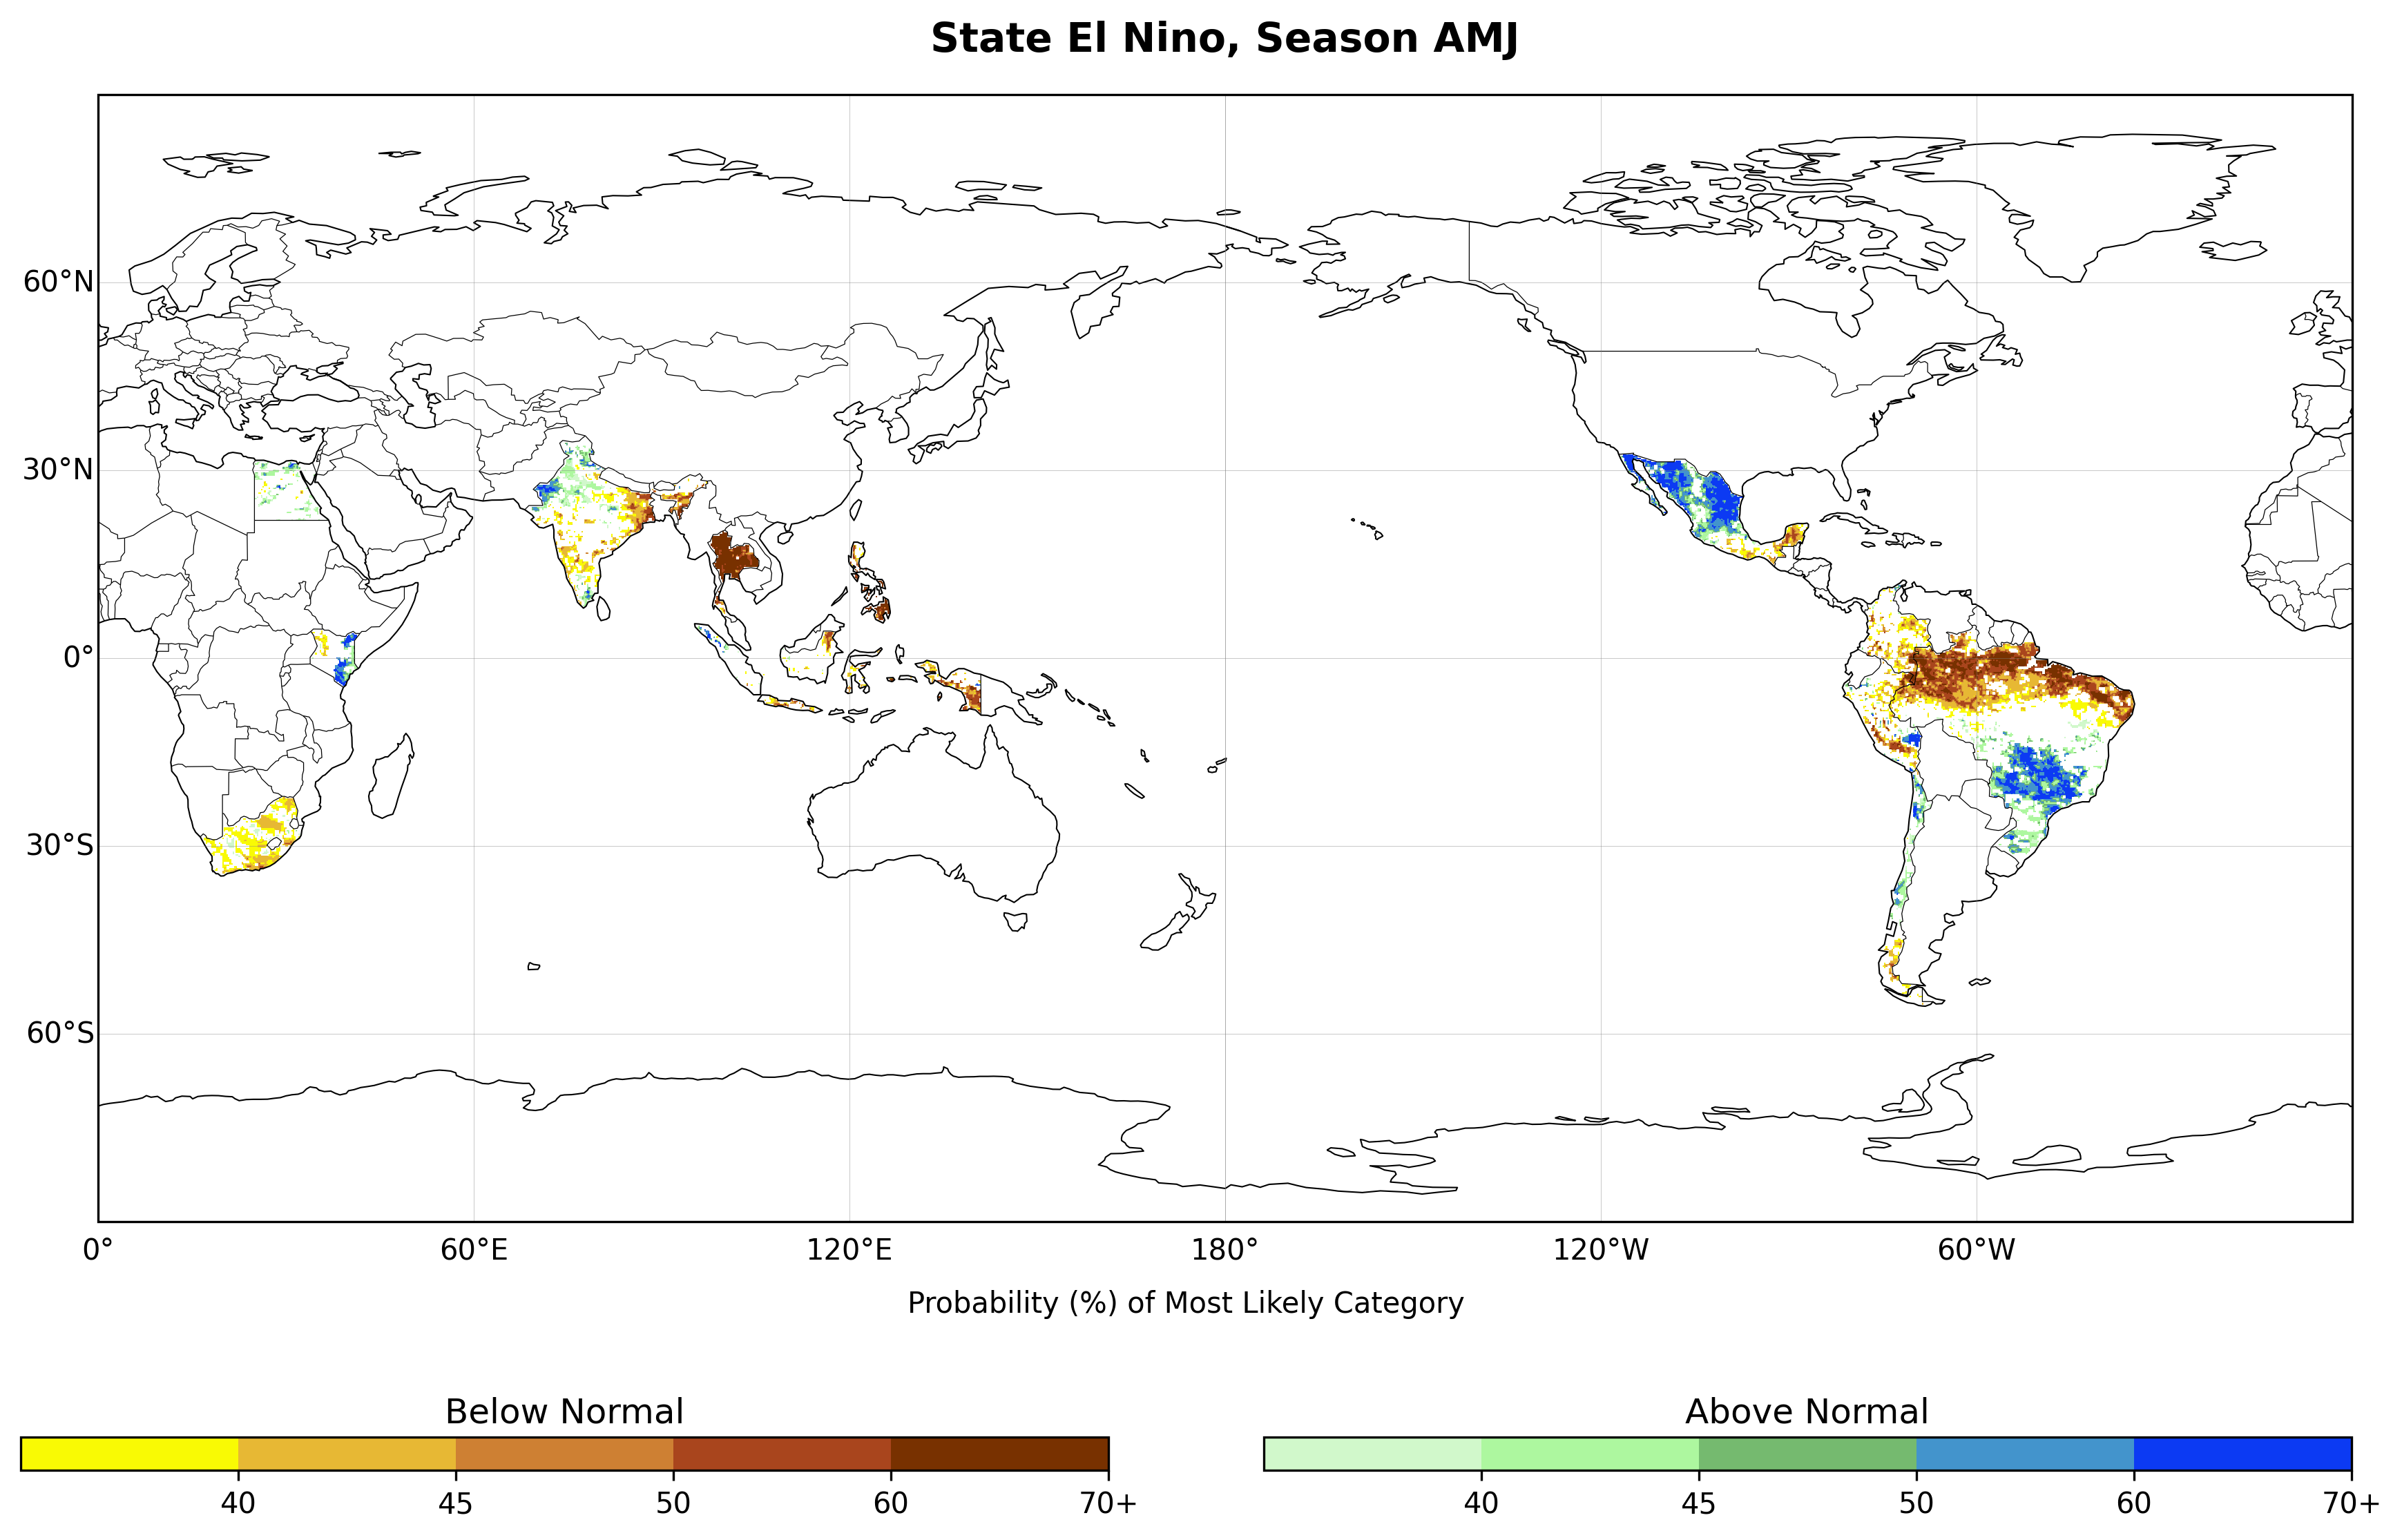 State El Nino, Season AMJ
60°N
30°N
0°
30°S
60°S
0° 60°E 120°E 180° 120°W 60°W
Probability (%) of Most Likely Category
Below Normal
40 45 50 60 70+
Above Normal
40 45 50 60 70+